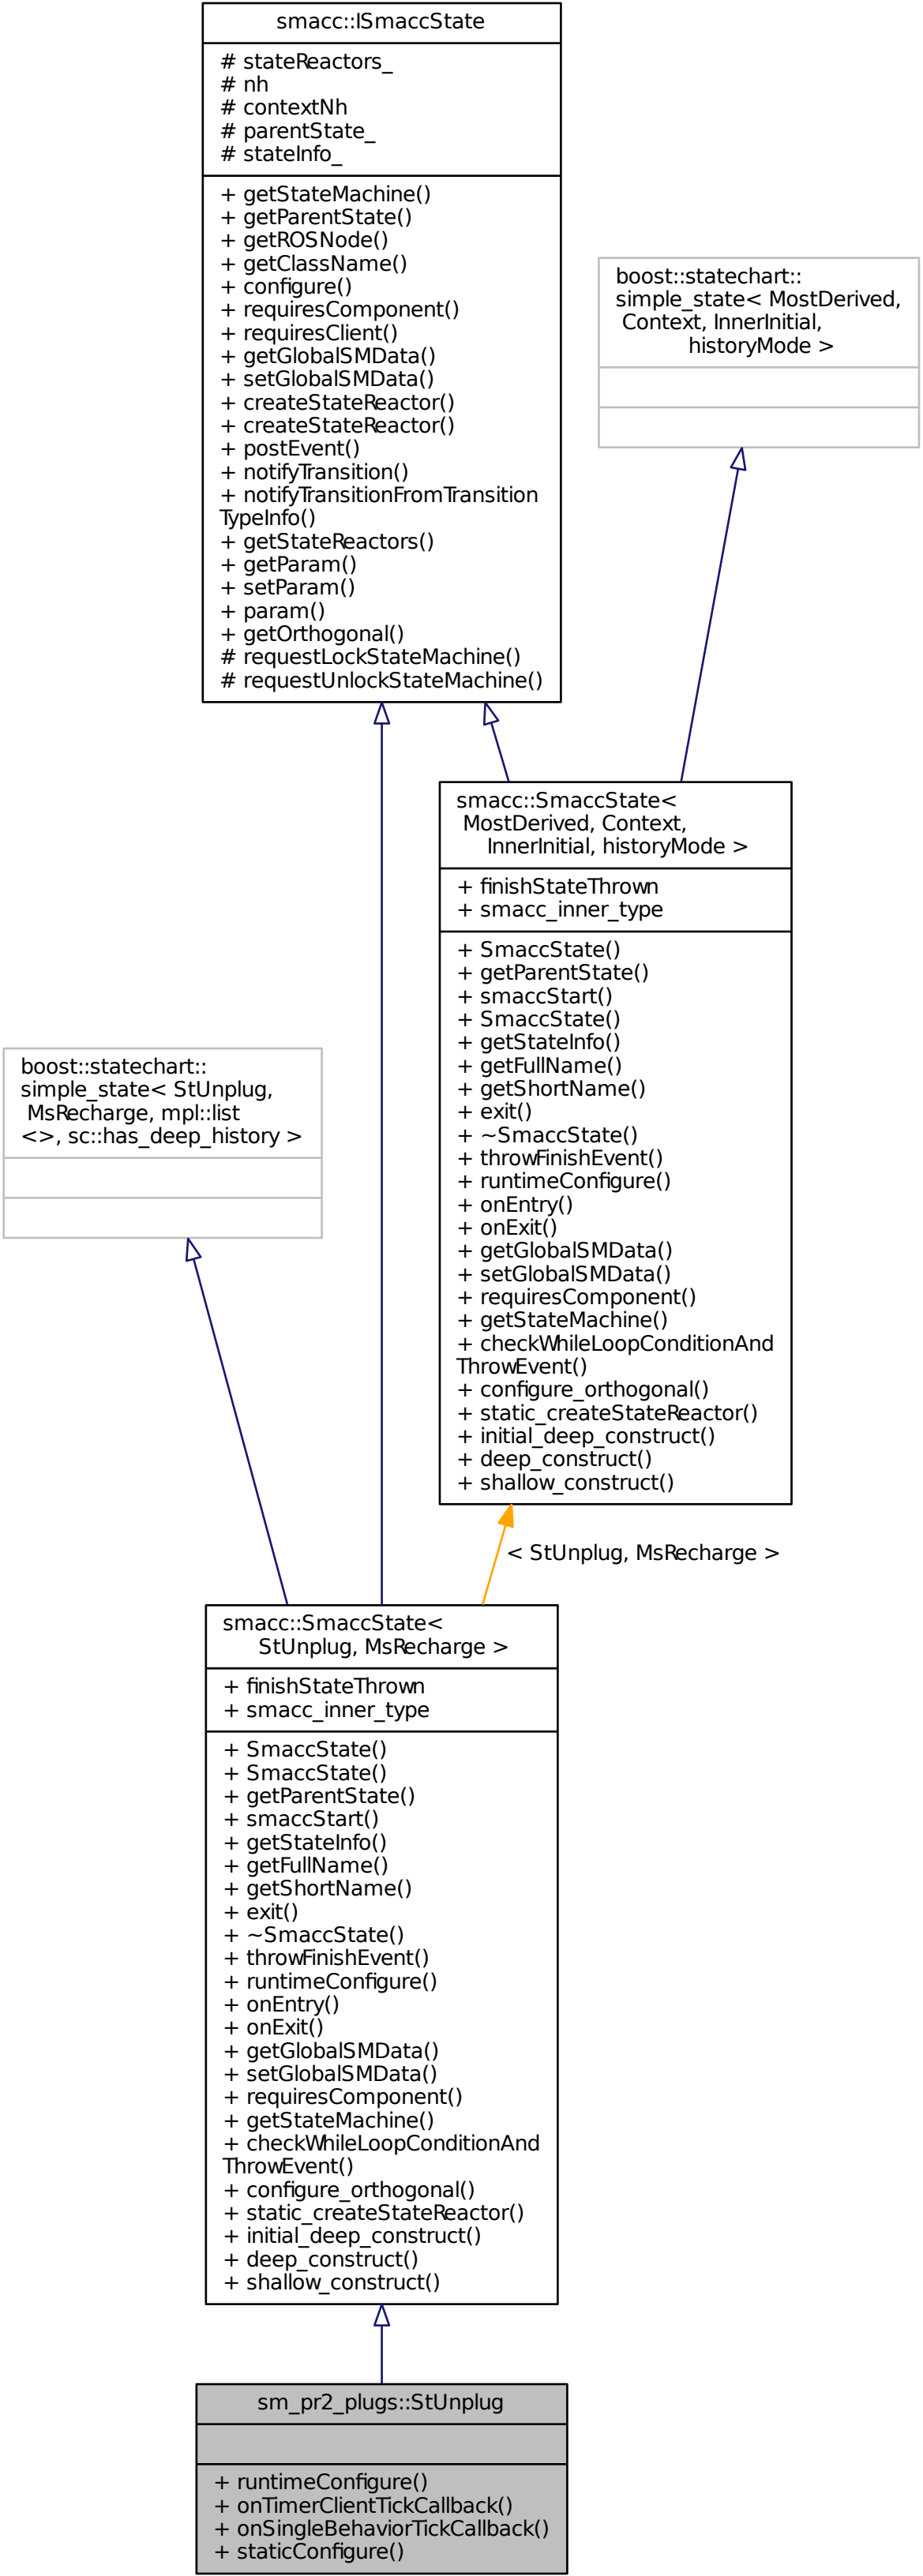 smacc::ISmaccState
# stateReactors_
# nh
# contextNh
# parentState_
# stateInfo_
+ getStateMachine()
+ getParentState()
+ getROSNode()
+ getClassName()
+ configure()
+ requiresComponent()
+ requiresClient()
+ getGlobalSMData()
+ setGlobalSMData()
+ createStateReactor()
+ createStateReactor()
+ postEvent()
+ notifyTransition()
+ notifyTransitionFromTransition
TypeInfo()
+ getStateReactors()
+ getParam()
+ setParam()
+ param()
+ getOrthogonal()
# requestLockStateMachine()
# requestUnlockStateMachine()
boost::statechart::
simple_state< MostDerived,
Context, InnerInitial,
historyMode >
smacc::SmaccState<
MostDerived, Context,
InnerInitial, historyMode >
+ finishStateThrown
+ smacc_inner_type
+ SmaccState()
+ getParentState()
+ smaccStart()
+ SmaccState()
+ getStateInfo()
+ getFullName()
+ getShortName()
+ exit()
+ ~SmaccState()
+ throwFinishEvent()
+ runtimeConfigure()
+ onEntry()
+ onExit()
+ getGlobalSMData()
+ setGlobalSMData()
+ requiresComponent()
+ getStateMachine()
+ checkWhileLoopConditionAnd
ThrowEvent()
+ configure_orthogonal()
+ static_createStateReactor()
+ initial_deep_construct()
+ deep_construct()
+ shallow_construct()
boost::statechart::
simple_state< StUnplug,
MsRecharge, mpl::list
<>, sc::has_deep_history >
< StUnplug, MsRecharge >
smacc::SmaccState<
StUnplug, MsRecharge >
+ finishStateThrown
+ smacc_inner_type
+ SmaccState()
+ SmaccState()
+ getParentState()
+ smaccStart()
+ getStateInfo()
+ getFullName()
+ getShortName()
+ exit()
+ ~SmaccState()
+ throwFinishEvent()
+ runtimeConfigure()
+ onEntry()
+ onExit()
+ getGlobalSMData()
+ setGlobalSMData()
+ requiresComponent()
+ getStateMachine()
+ checkWhileLoopConditionAnd
ThrowEvent()
+ configure_orthogonal()
+ static_createStateReactor()
+ initial_deep_construct()
+ deep_construct()
+ shallow_construct()
sm_pr2_plugs::StUnplug
+ runtimeConfigure()
+ onTimerClientTickCallback()
+ onSingleBehaviorTickCallback()
+ staticConfigure()